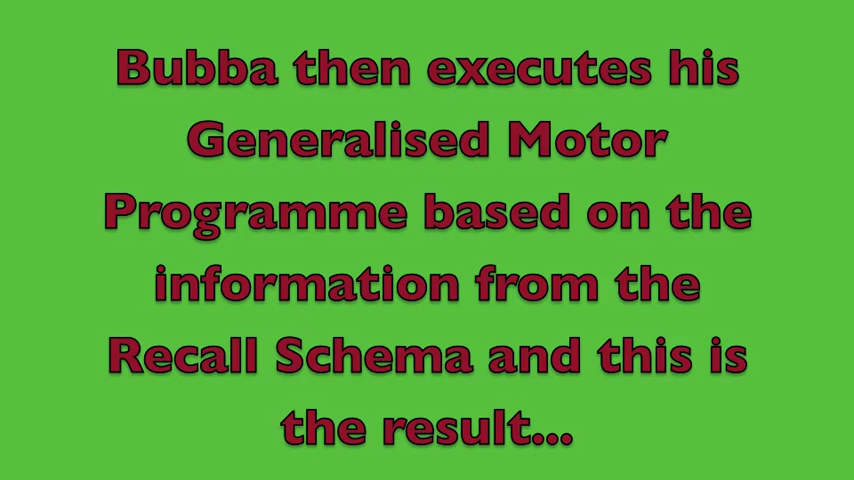 Bubba then executes his
Generalised Motor
Programme based on the
information from the
Recall Schema and this is
the result...